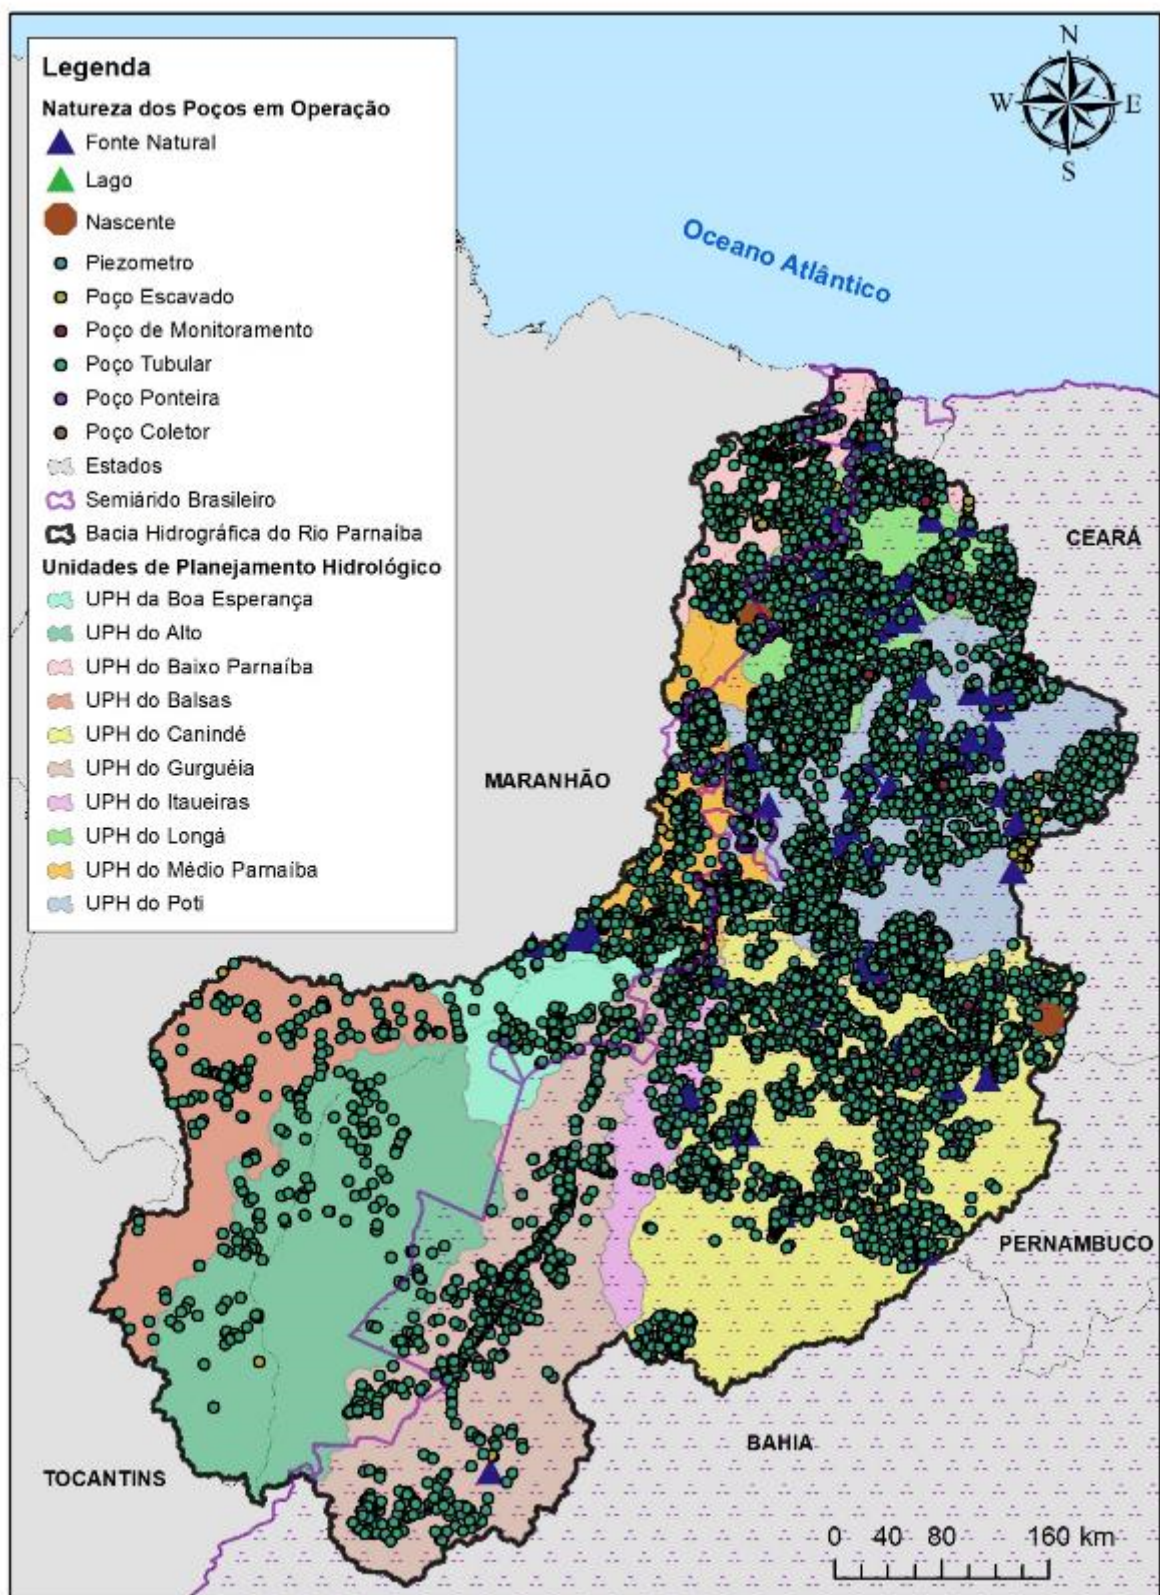 Legenda
Natureza dos Poços em Operação
Fonte Natural
Lago
Nascente
Piezometro
Poço Escavado
Poço de Monitoramento
Poço Tubular
Poço Ponteira
Poço Coletor
Estados
Semiárido Brasileiro
Bacia Hidrográfica do Rio Parnaíba
Unidades de Planejamento Hidrológico
UPH da Boa Esperança
UPH do Alto
UPH do Baixo Parnaíba
UPH do Balsas
UPH do Canindé
UPH do Gurguéia
UPH do Itaueiras
UPH do Longá
UPH do Médio Parnaíba
UPH do Poti
N
W
E
S
Oceano Atlântico
CEARÁ
MARANHÃO
PERNAMBUCO
BAHIA
TOCANTINS
0 40 80 160 km